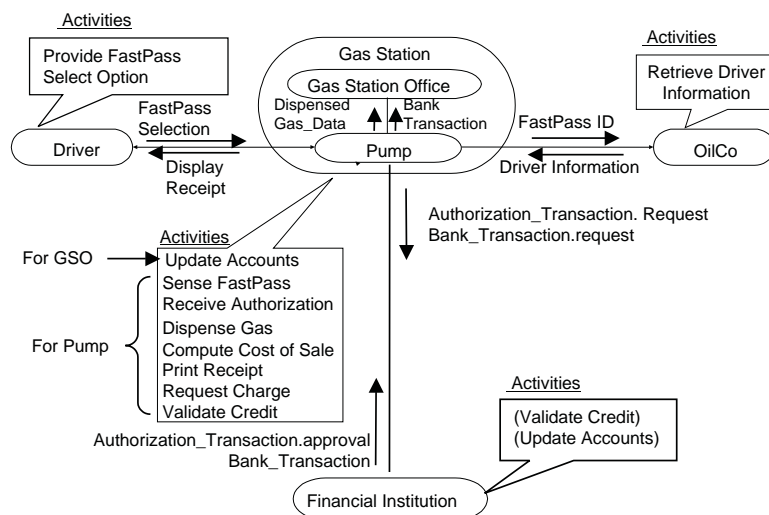 Activities
Provide FastPass
Select Option
Gas Station
Gas Station Office
Dispensed
Gas_Data
Bank
Transaction
Activities
Retrieve Driver
Information
FastPass
Selection
FastPass ID
Driver
Pump
OilCo
Display
Receipt
Driver Information
Authorization_Transaction. Request
Bank_Transaction.request
Activities
For GSO
Update Accounts
Sense FastPass
Receive Authorization
Dispense Gas
For Pump
Compute Cost of Sale
Print Receipt
Request Charge
Validate Credit
Activities
(Validate Credit)
(Update Accounts)
Authorization_Transaction.approval
Bank_Transaction
Financial Institution